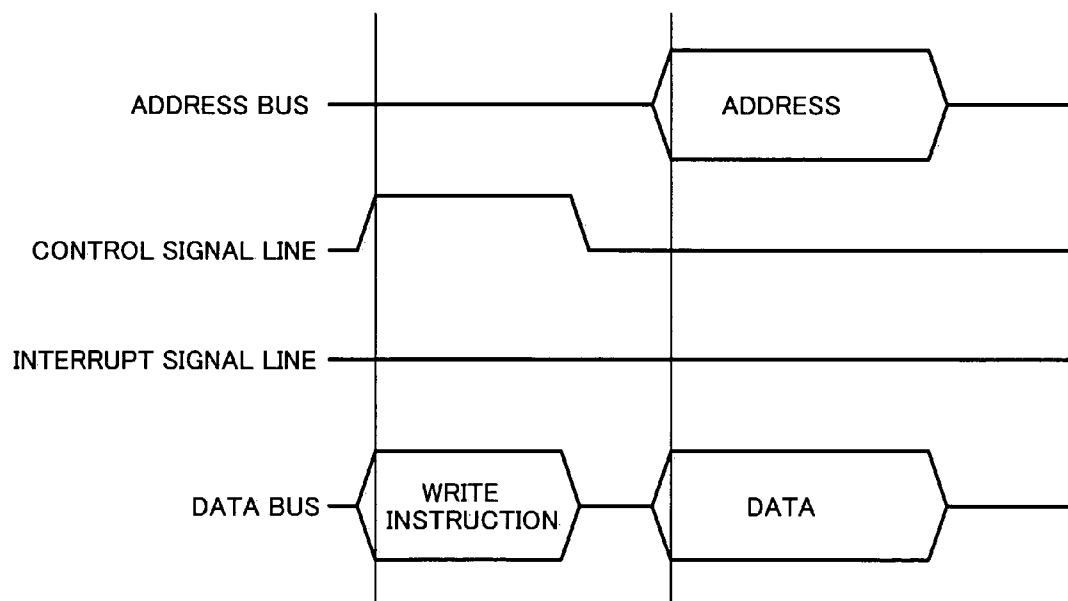 ADDRESS BUS
ADDRESS
CONTROL SIGNAL LINE
INTERRUPT SIGNAL LINE
DATA BUS
WRITE
INSTRUCTION
DATA